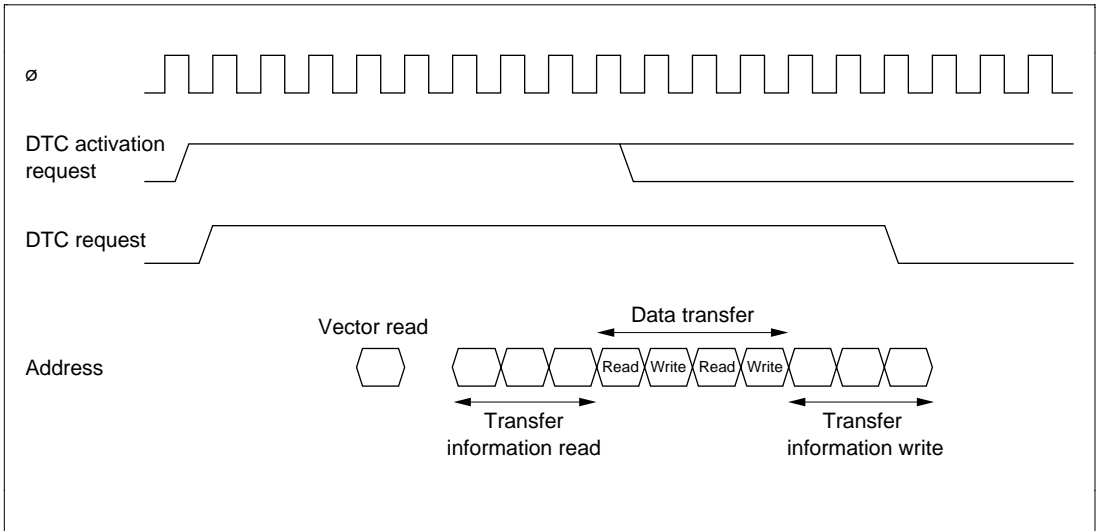 ø
DTC activation
request
DTC request
Data transfer
Vector read
Address
Read Write Read Write
Transfer
information read
Transfer
information write